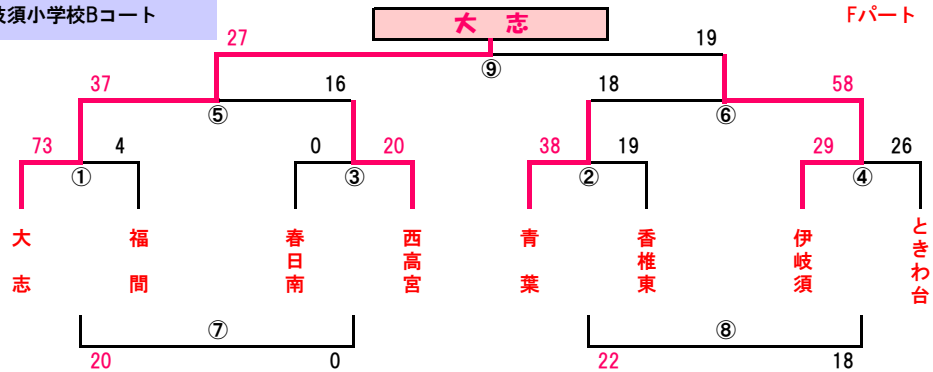 岐須小学校Bコート
大志
Fパート
27
19
⑨
37
16
18
58
⑤
⑥
73
4
0
20
38
19
29
26
①
③
②
④
大志
福間
春日南
西高宮
青葉
香椎東
伊岐須
ときわ台
⑦
⑧
20
0
22
18